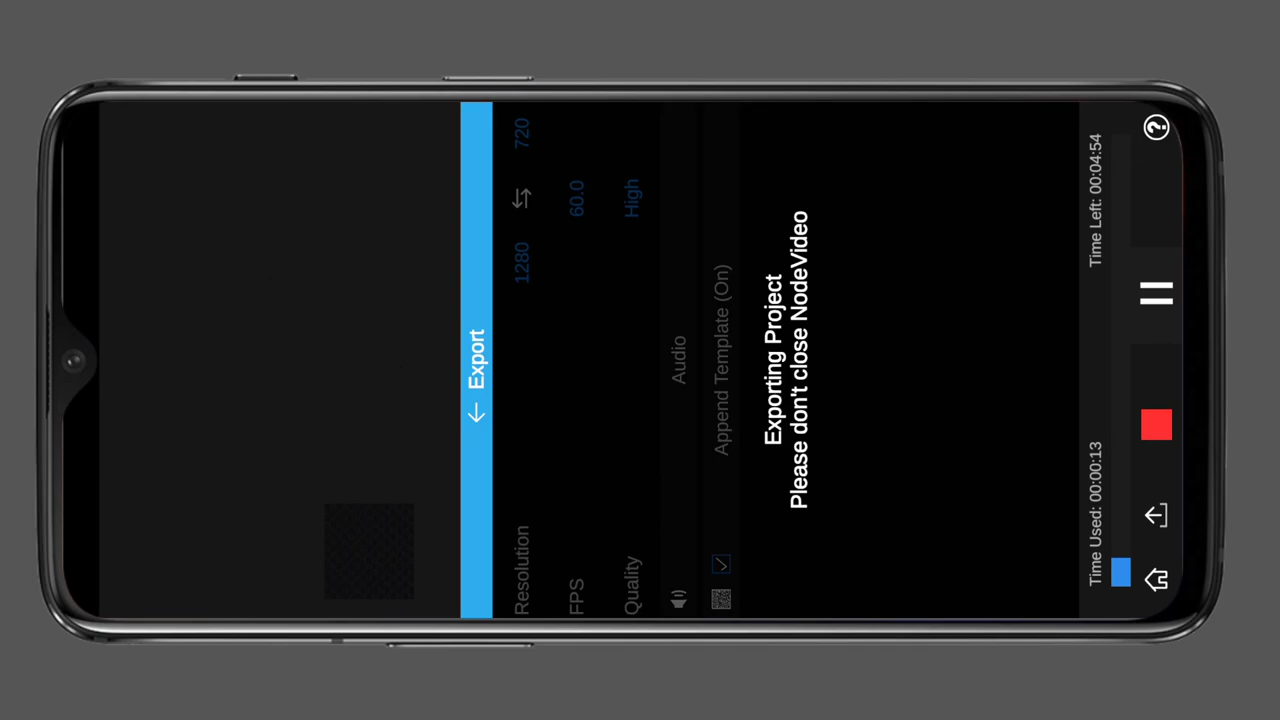 ← Export
Resolution 1280 ⇆ 720
FPS 60.0
Quality High
Audio
Append Template (On)
Exporting Project
Please don't close NodeVideo
Time Used: 00:00:13 Time Left: 00:04:54
?